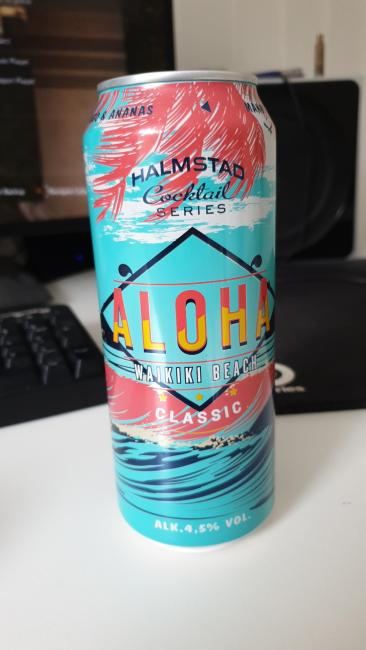 & ANANAS
HALMSTAD
Cocktail
SERIES
ALOHA
WAIKIKI BEACH
CLASSIC
ALK.4,5% VOL.